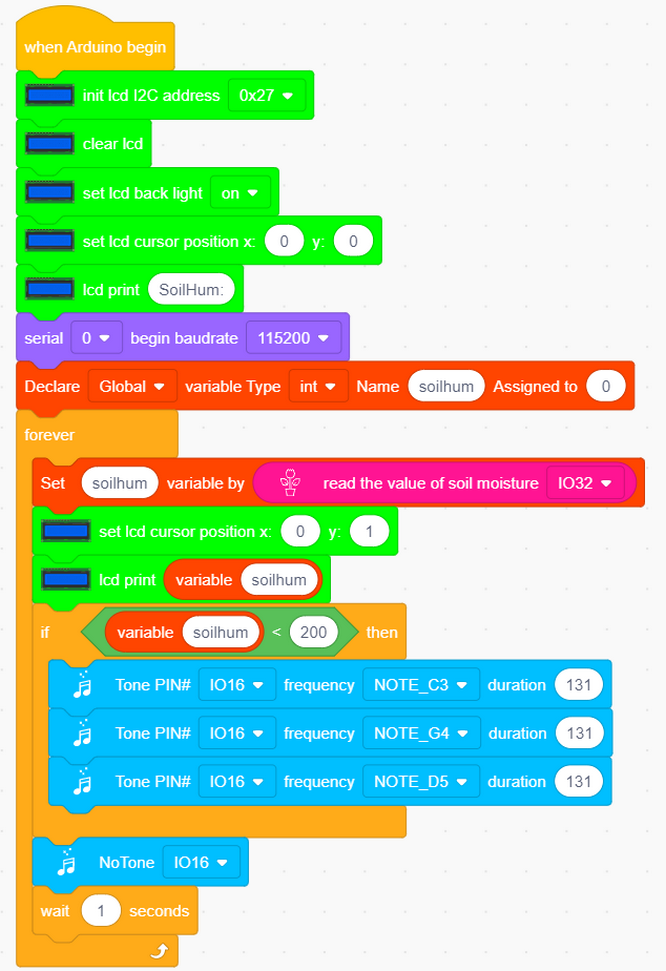 when Arduino begin
init lcd I2C address 0x27
clear lcd
set lcd back light on
set lcd cursor position x: 0 y: 0
lcd print SoilHum:
serial 0 begin baudrate 115200
Declare Global variable Type int Name soilhum Assigned to 0
forever
Set soilhum variable by read the value of soil moisture IO32
set lcd cursor position x: 0 y: 1
lcd print variable soilhum
if variable soilhum < 200 then
Tone PIN# IO16 frequency NOTE_C3 duration 131
Tone PIN# IO16 frequency NOTE_G4 duration 131
Tone PIN# IO16 frequency NOTE_D5 duration 131
NoTone IO16
wait 1 seconds